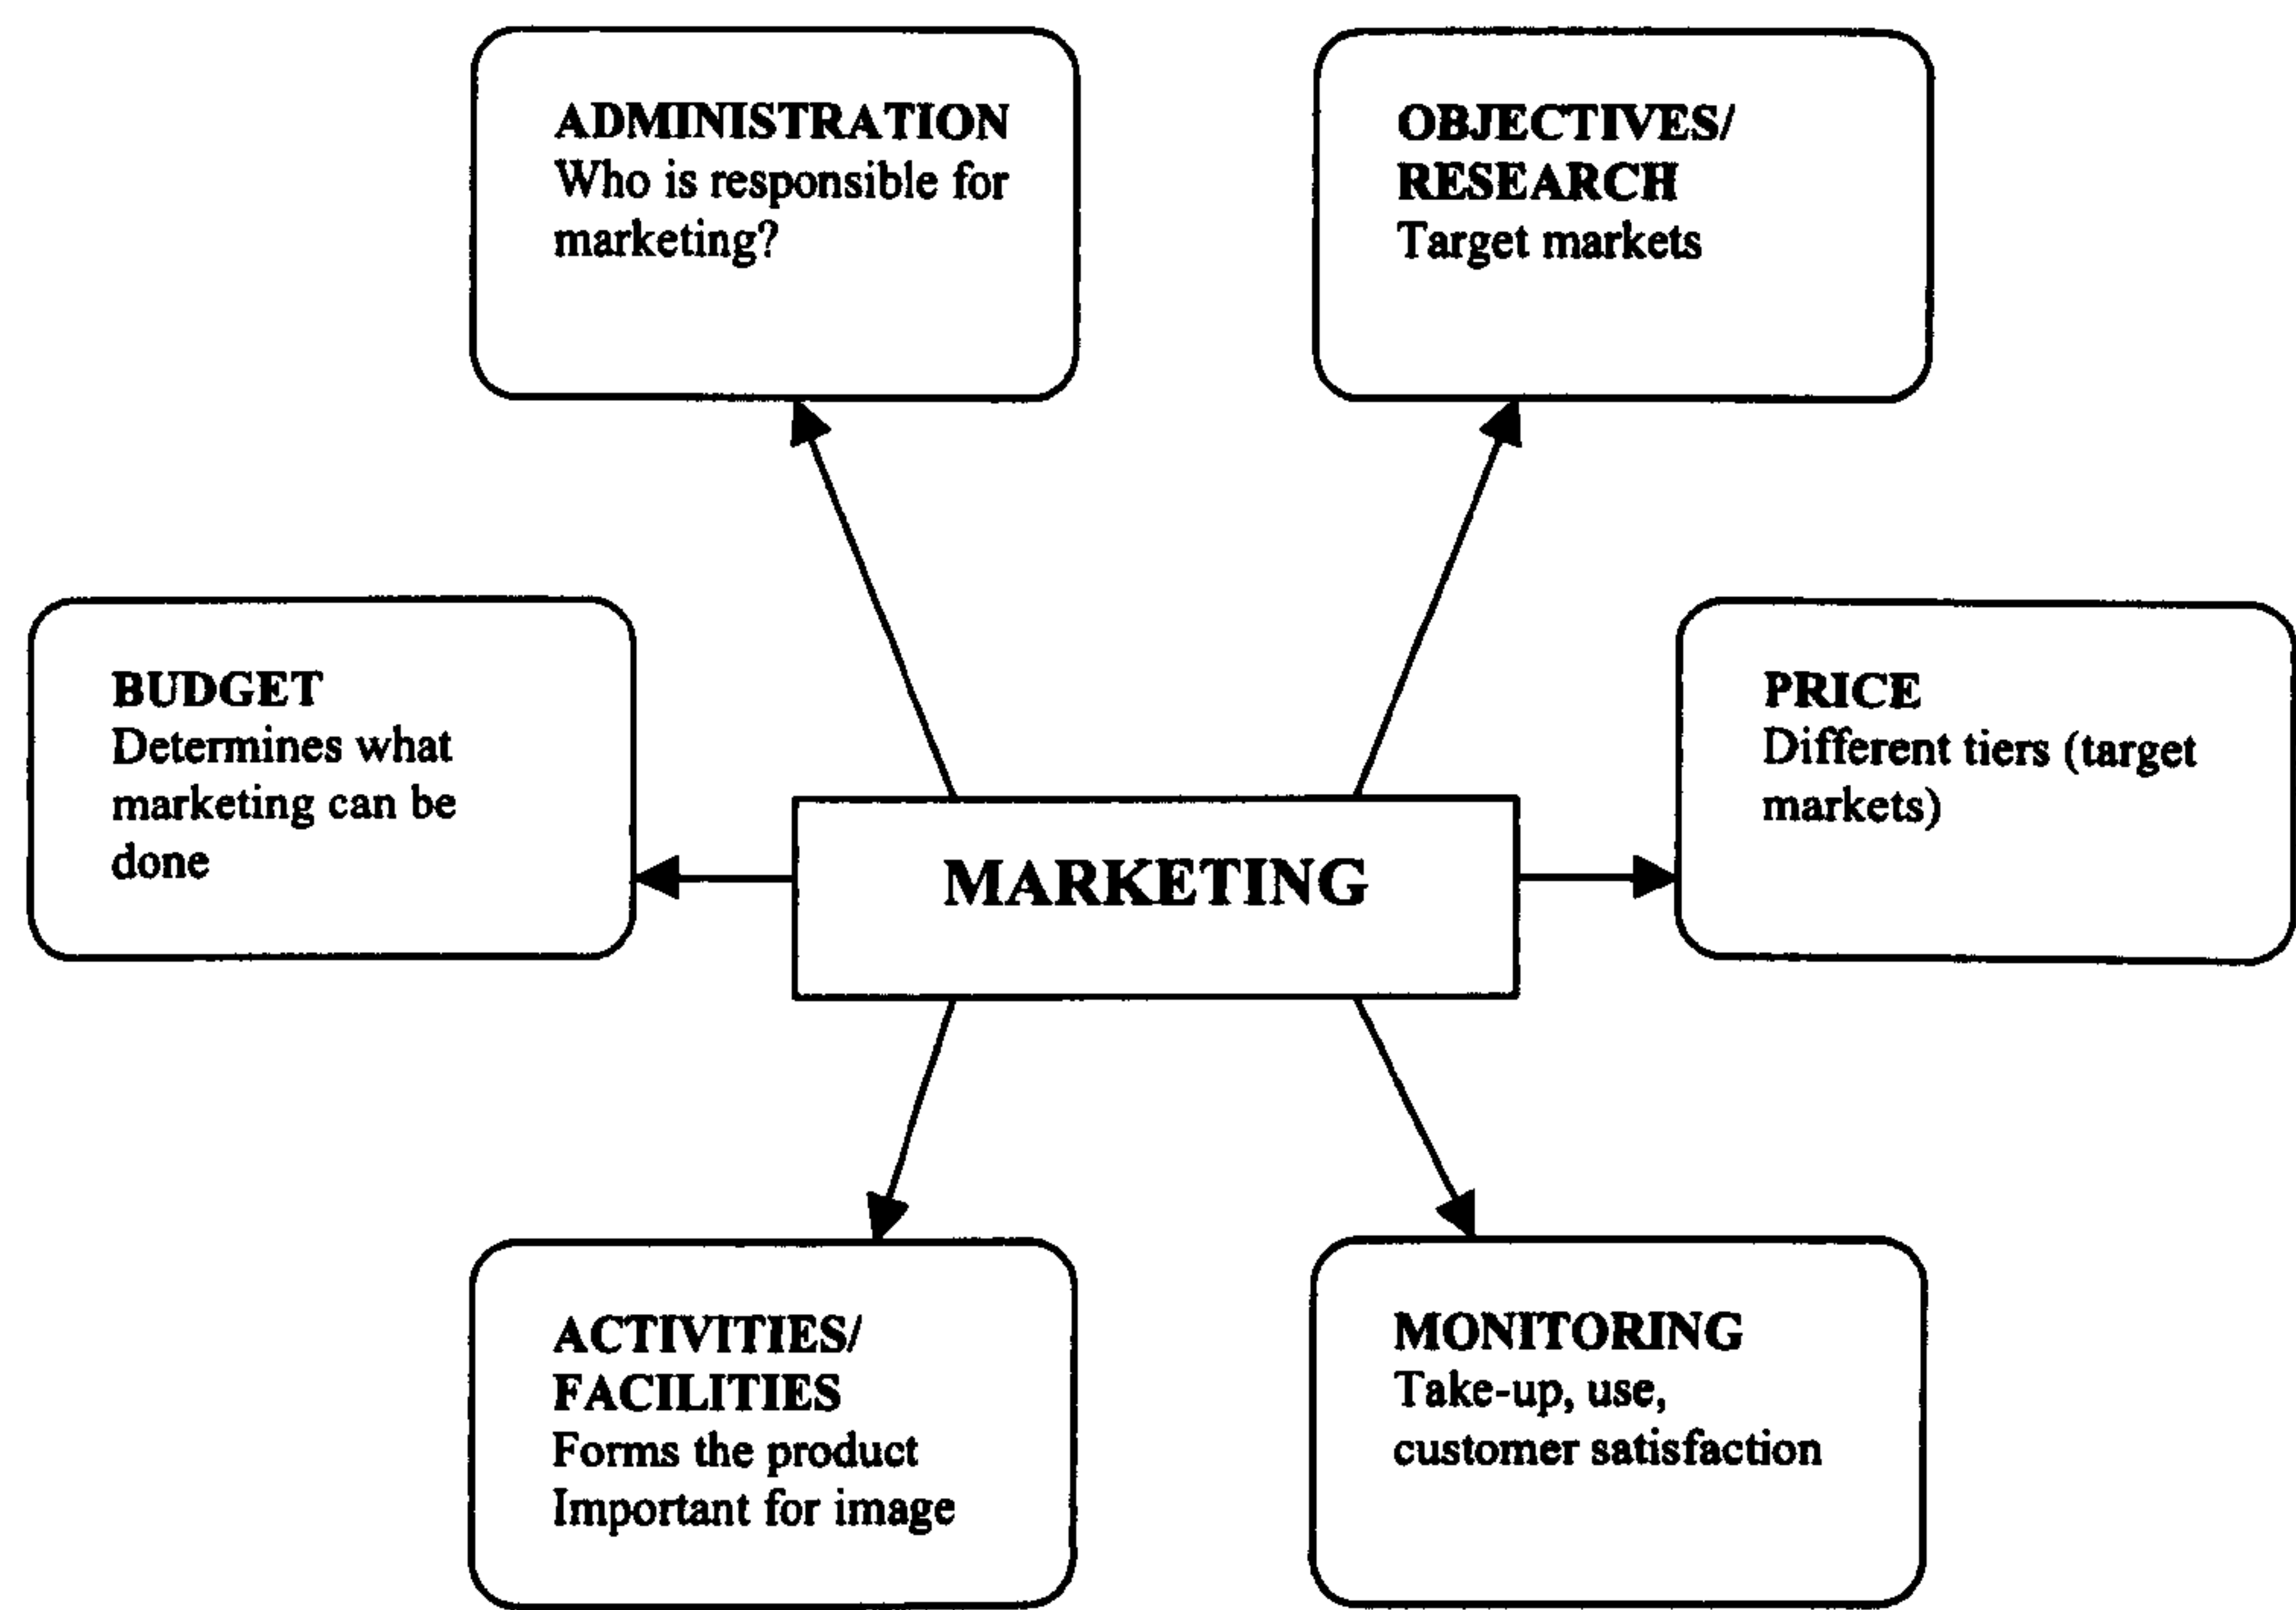 ADMINISTRATION
Who is responsible for
marketing?
OBJECTIVES/
RESEARCH
Target markets
BUDGET
Determines what
marketing can be
done
MARKETING
PRICE
Different tiers (target
markets)
ACTIVITIES/
FACILITIES
Forms the product
Important for image
MONITORING
Take-up, use,
customer satisfaction